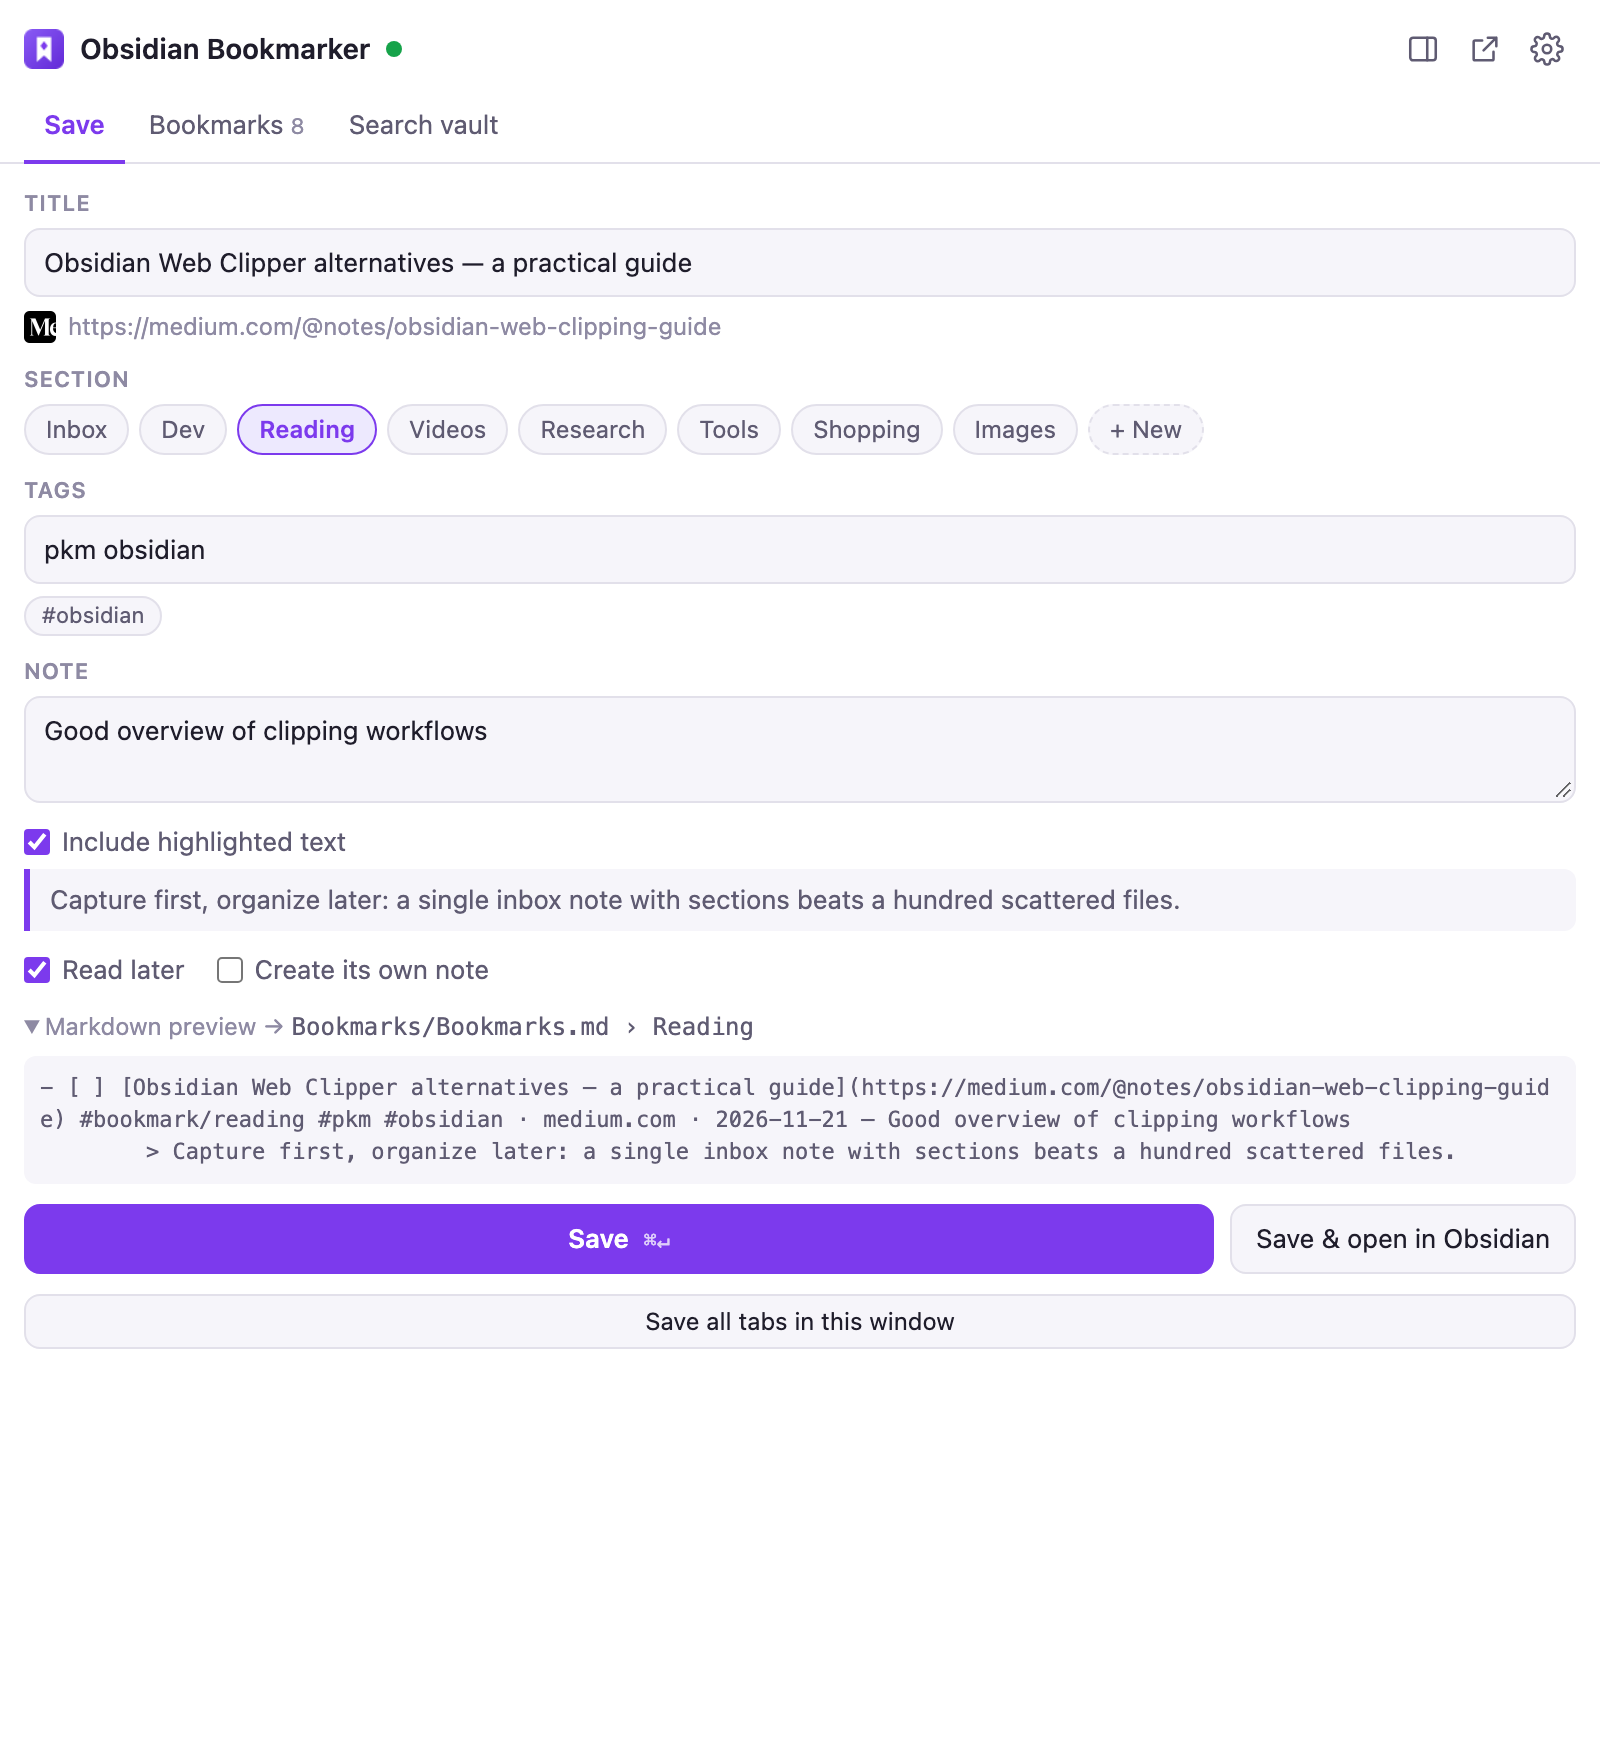 Obsidian Bookmarker
Save Bookmarks 8 Search vault
TITLE
Obsidian Web Clipper alternatives — a practical guide
Me https://medium.com/@notes/obsidian-web-clipping-guide
SECTION
Inbox Dev Reading Videos Research Tools Shopping Images + New
TAGS
pkm obsidian
#obsidian
NOTE
Good overview of clipping workflows
Include highlighted text
Capture first, organize later: a single inbox note with sections beats a hundred scattered files.
Read later Create its own note
▼ Markdown preview → Bookmarks/Bookmarks.md › Reading
– [ ] [Obsidian Web Clipper alternatives — a practical guide](https://medium.com/@notes/obsidian-web-clipping-guid
e) #bookmark/reading #pkm #obsidian · medium.com · 2026-11-21 — Good overview of clipping workflows
> Capture first, organize later: a single inbox note with sections beats a hundred scattered files.
Save ⌘↵ Save & open in Obsidian
Save all tabs in this window